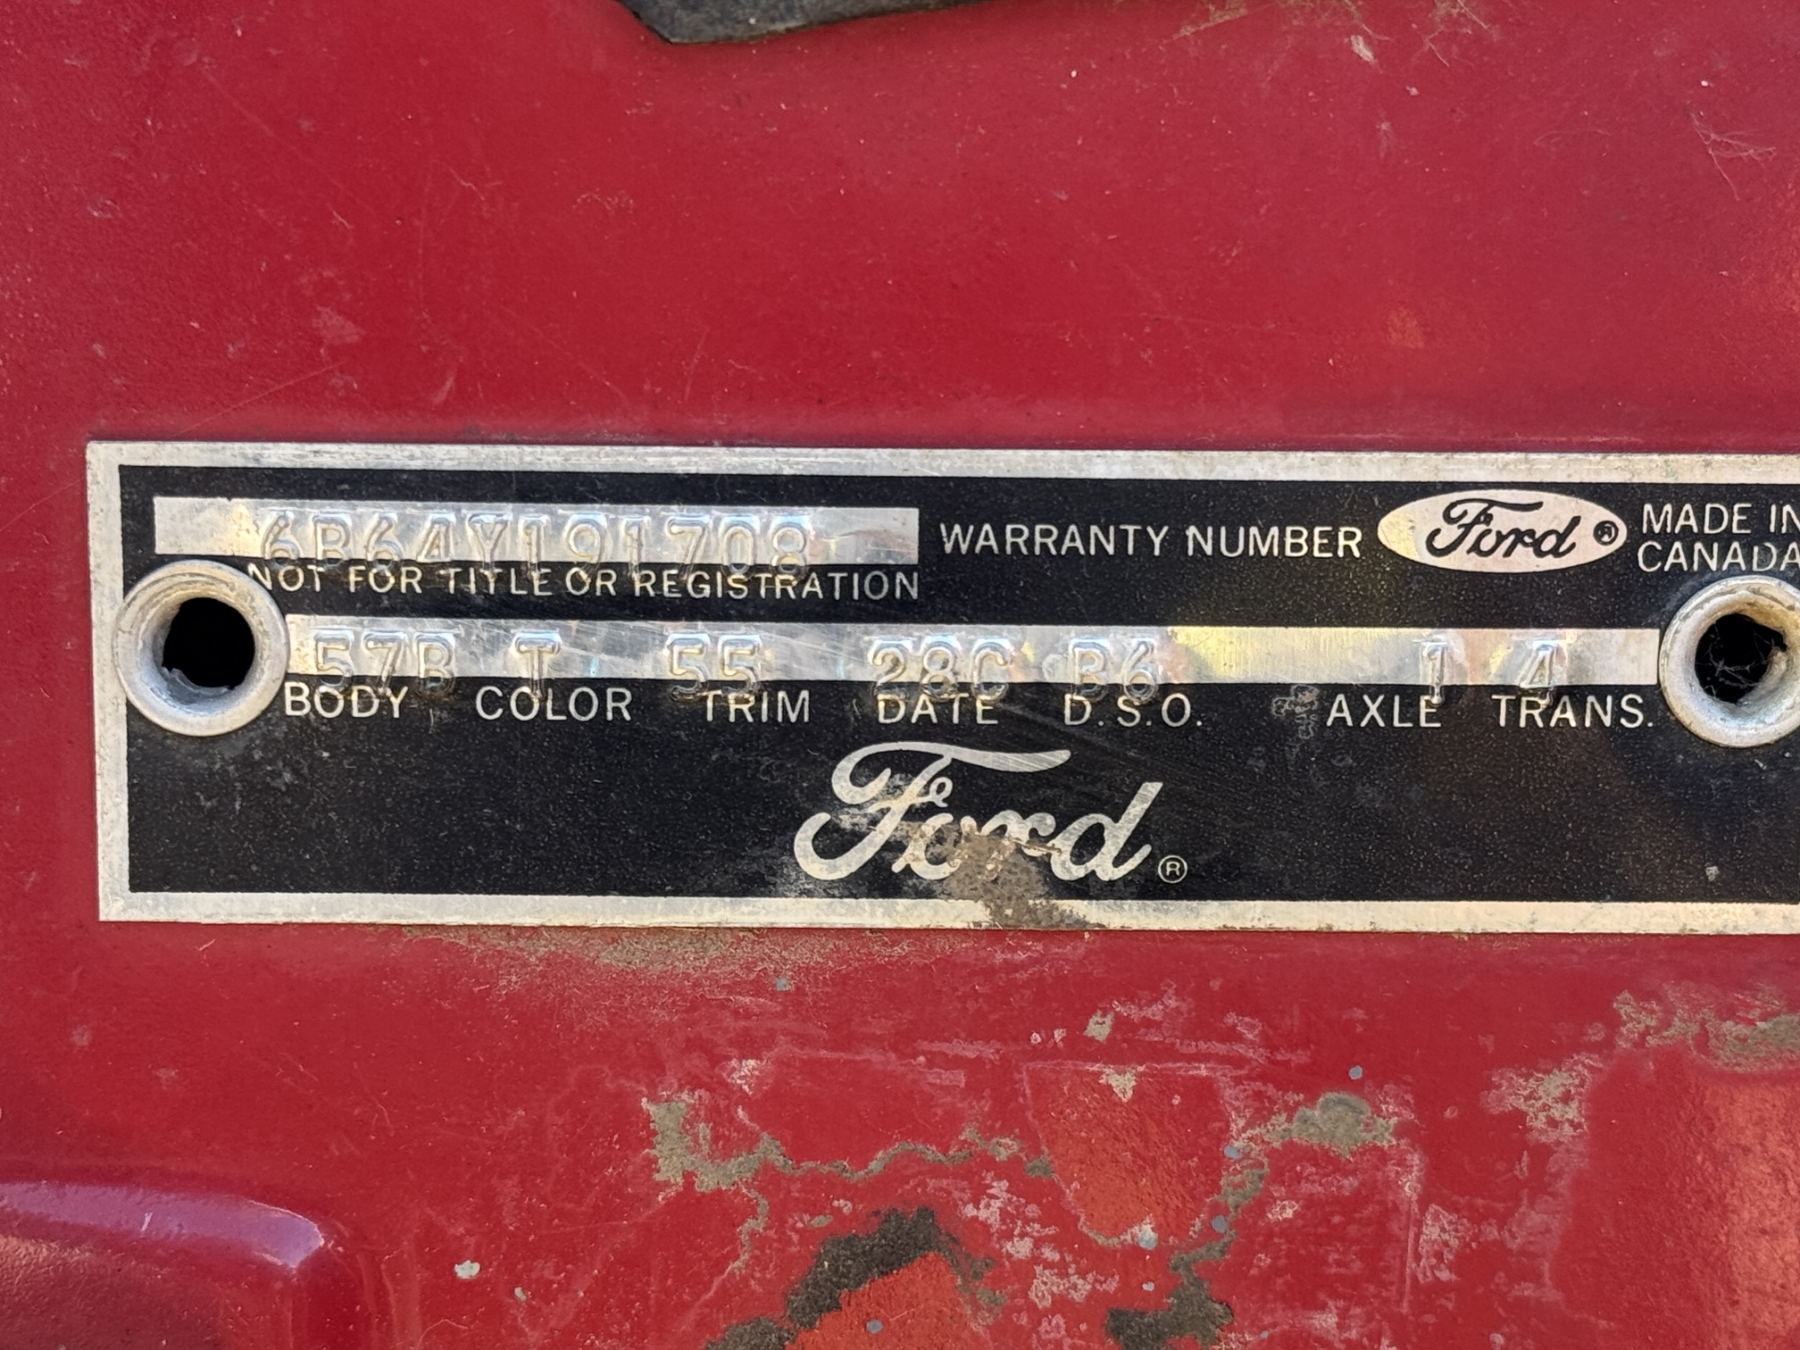 6B64Y191708 WARRANTY NUMBER Ford ® MADE IN
CANADA
NOT FOR TITLE OR REGISTRATION
57B T 55 28C B6 1 4
BODY COLOR TRIM DATE D.S.O. AXLE TRANS.
Ford ®